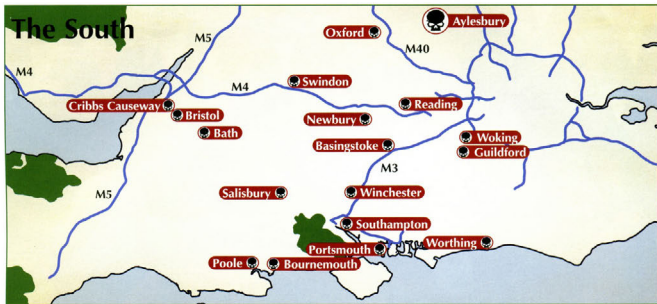 The South
M5
Oxford
Aylesbury
M40
M4
M4
Swindon
Cribbs Causeway
Reading
Bristol
Newbury
Bath
Woking
Basingstoke
Guildford
M3
M5
Salisbury
Winchester
Southampton
Portsmouth
Worthing
Poole
Bournemouth